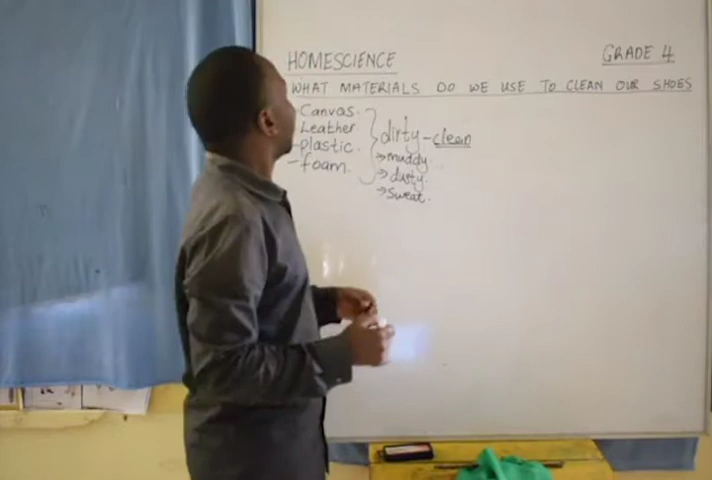 HOMESCIENCE GRADE 4
WHAT MATERIALS DO WE USE TO CLEAN OUR SHOES
Canvas.
Leather
-plastic.
-foam.
dirty-clean
→muddy.
→dusty.
→Sweat.